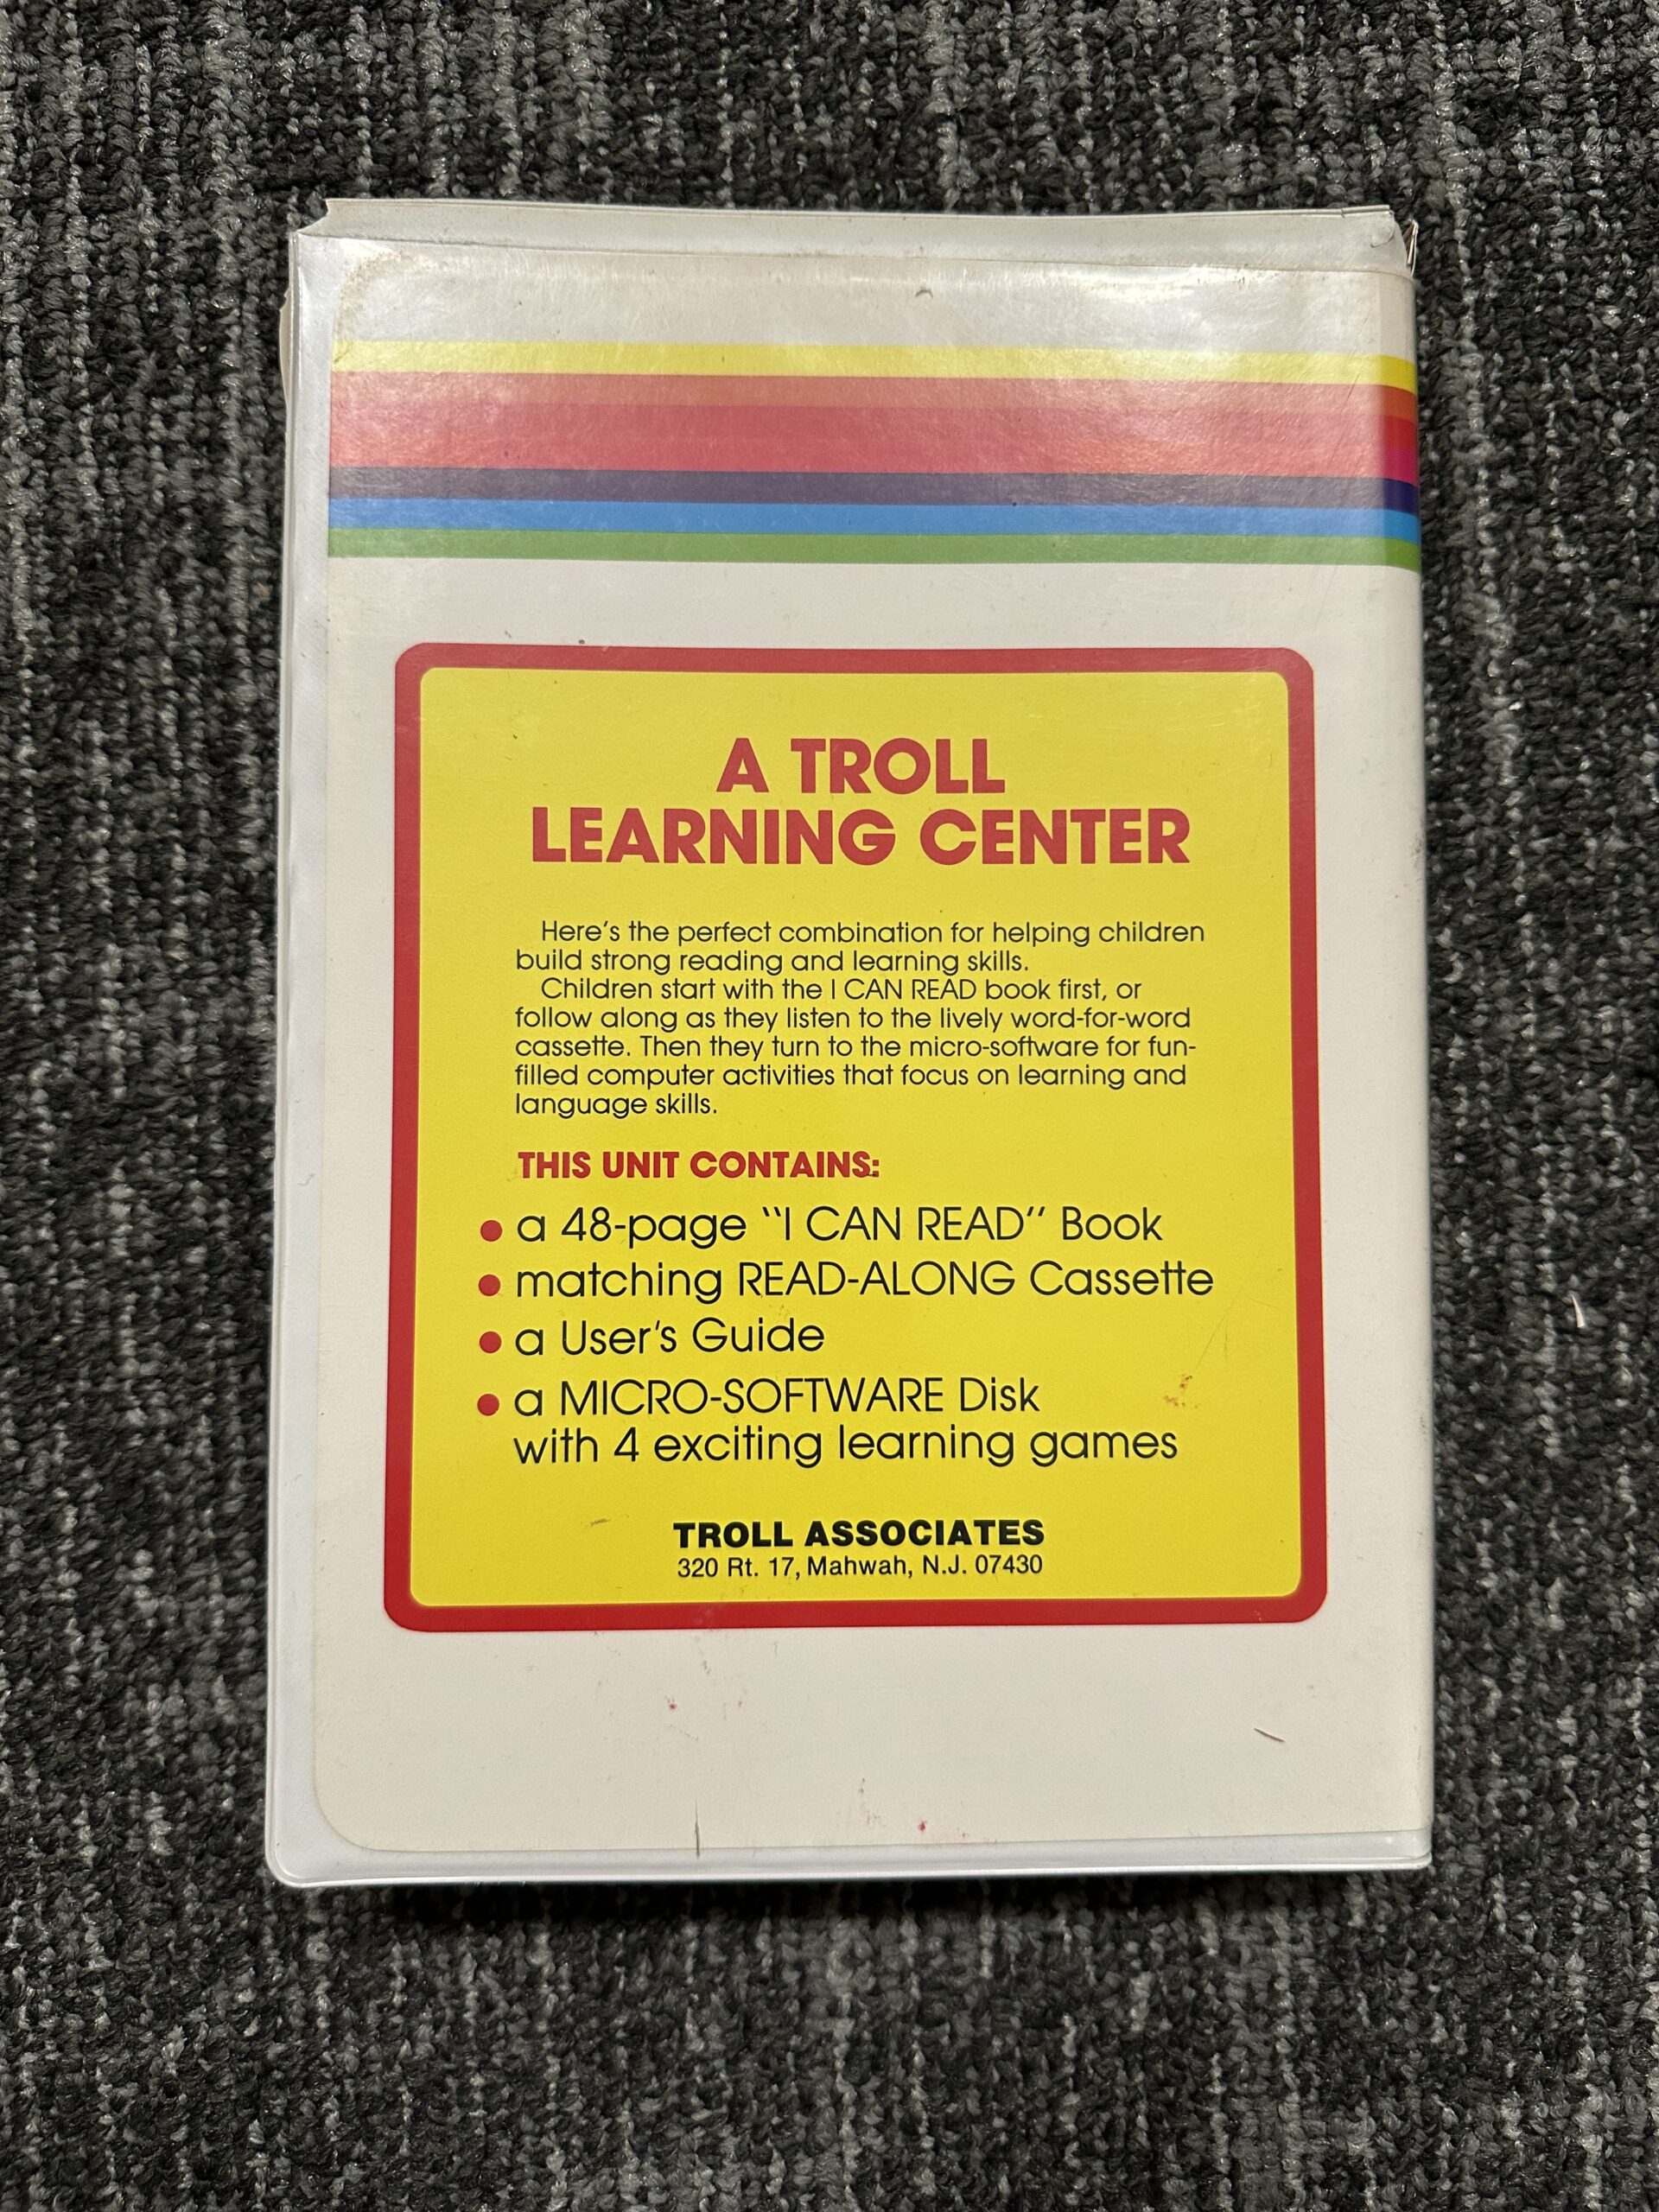 A TROLL
LEARNING CENTER
Here's the perfect combination for helping children
build strong reading and learning skills.
Children start with the I CAN READ book first, or
follow along as they listen to the lively word-for-word
cassette. Then they turn to the micro-software for fun-
filled computer activities that focus on learning and
language skills.
THIS UNIT CONTAINS:
• a 48-page "I CAN READ" Book
• matching READ-ALONG Cassette
• a User's Guide
• a MICRO-SOFTWARE Disk
with 4 exciting learning games
TROLL ASSOCIATES
320 Rt. 17, Mahwah, N.J. 07430